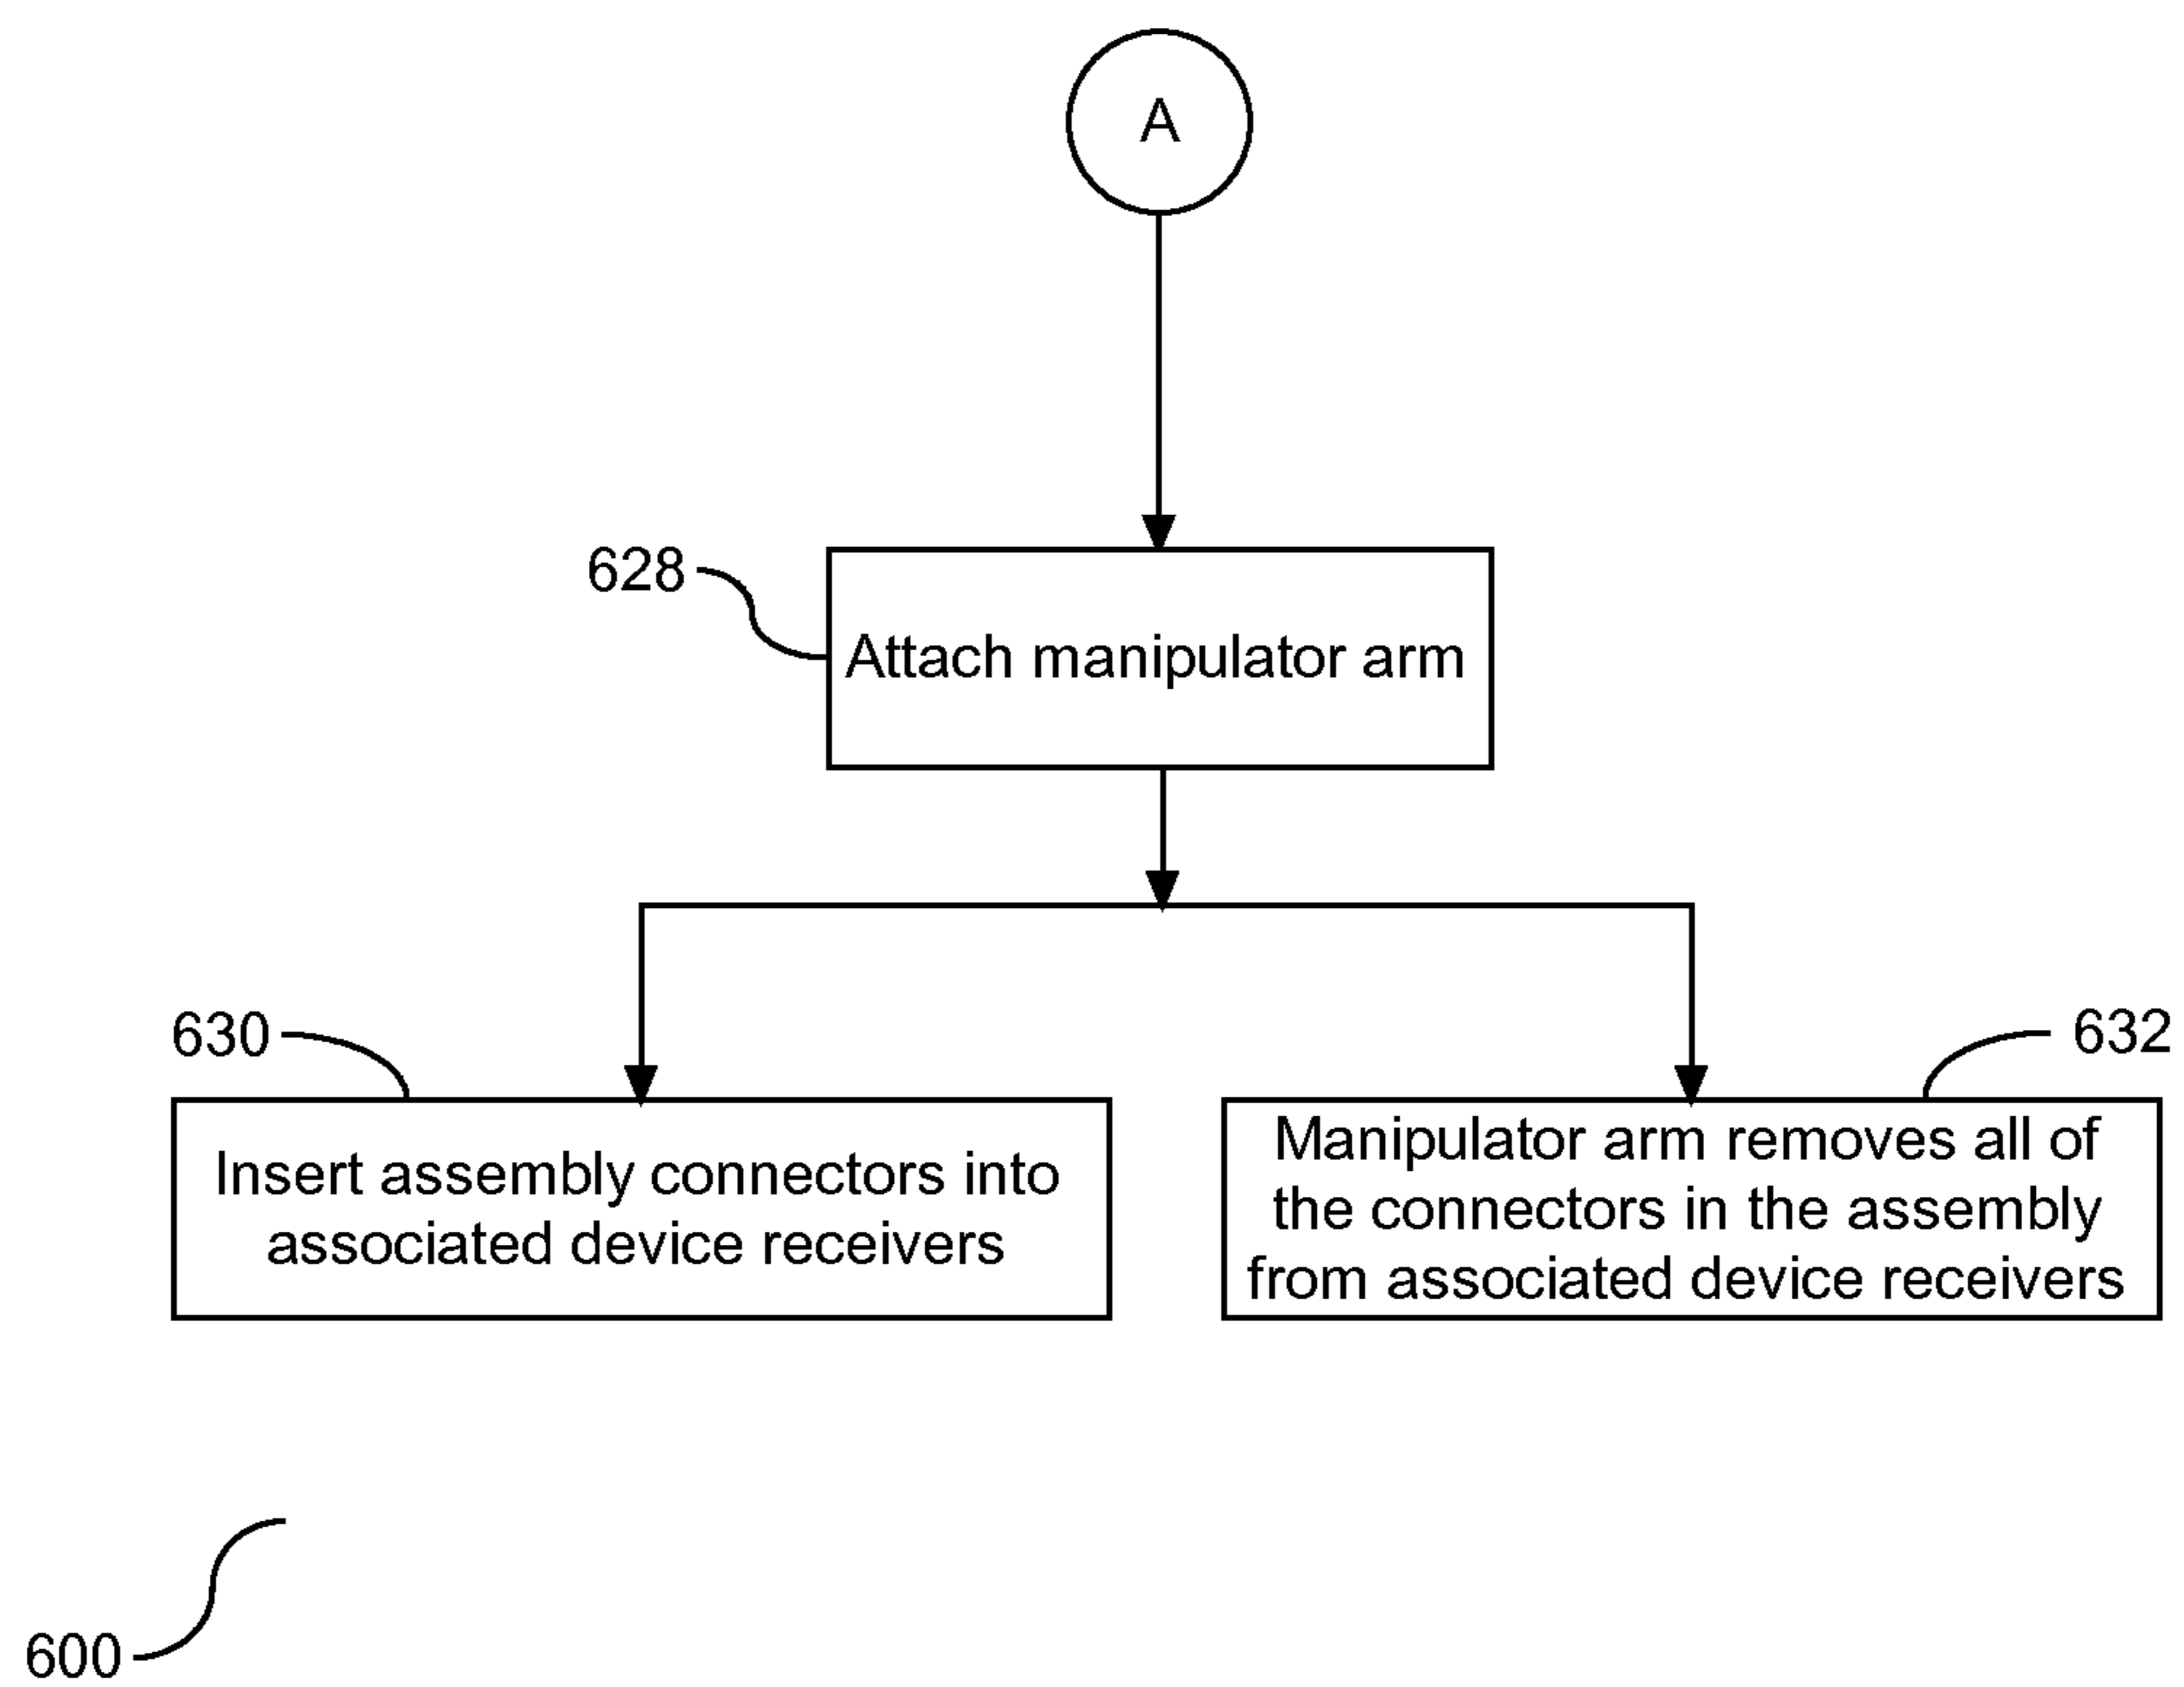 A
628
Attach manipulator arm
630
632
Insert assembly connectors into
associated device receivers
Manipulator arm removes all of
the connectors in the assembly
from associated device receivers
600